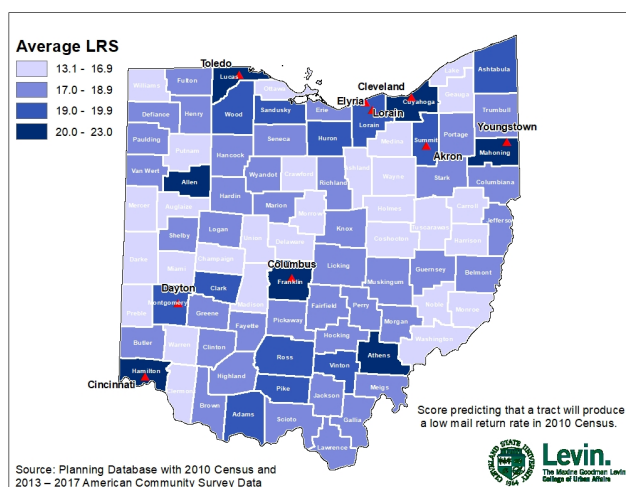 Average LRS
13.1 - 16.9
17.0 - 18.9
19.0 - 19.9
20.0 - 23.0
Toledo
Cleveland
Elyria
Lorain
Youngstown
Akron
Columbus
Dayton
Cincinnati
Williams
Fulton
Lucas
Ottawa
Lake
Geauga
Ashtabula
Defiance
Henry
Wood
Sandusky
Erie
Lorain
Cuyahoga
Trumbull
Paulding
Putnam
Hancock
Seneca
Huron
Medina
Summit
Portage
Mahoning
Van Wert
Allen
Wyandot
Crawford
Richland
Ashland
Wayne
Stark
Columbiana
Mercer
Auglaize
Hardin
Marion
Morrow
Holmes
Tuscarawas
Carroll
Jefferson
Shelby
Logan
Union
Delaware
Knox
Coshocton
Harrison
Darke
Miami
Champaign
Licking
Muskingum
Guernsey
Belmont
Clark
Madison
Franklin
Preble
Montgomery
Greene
Fayette
Pickaway
Fairfield
Perry
Morgan
Noble
Monroe
Butler
Warren
Clinton
Ross
Hocking
Athens
Washington
Hamilton
Clermont
Highland
Vinton
Meigs
Brown
Adams
Pike
Jackson
Gallia
Scioto
Lawrence
Score predicting that a tract will produce
a low mail return rate in 2010 Census.
Source: Planning Database with 2010 Census and
2013 – 2017 American Community Survey Data
CLEVELAND STATE UNIVERSITY
1964
Levin.
The Maxine Goodman Levin
College of Urban Affairs